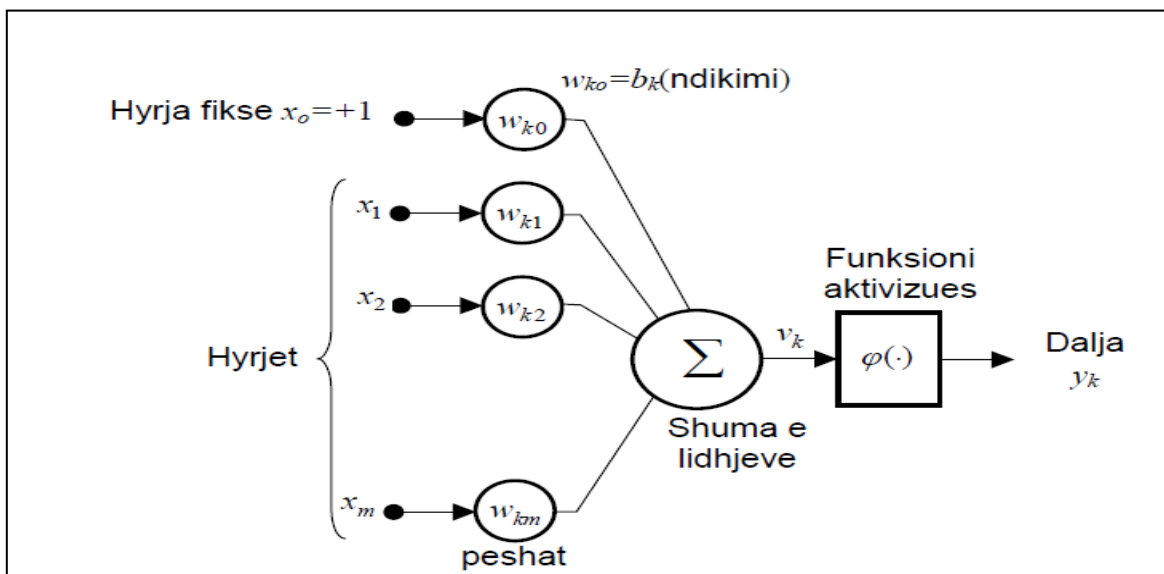 wko=bk(ndikimi)
Hyrja fikse xo=+1
wk0
x1
wk1
x2
wk2
Hyrjet
Σ
Shuma e
lidhjeve
vk
Funksioni
aktivizues
φ(·)
Dalja
yk
xm
wkm
peshat